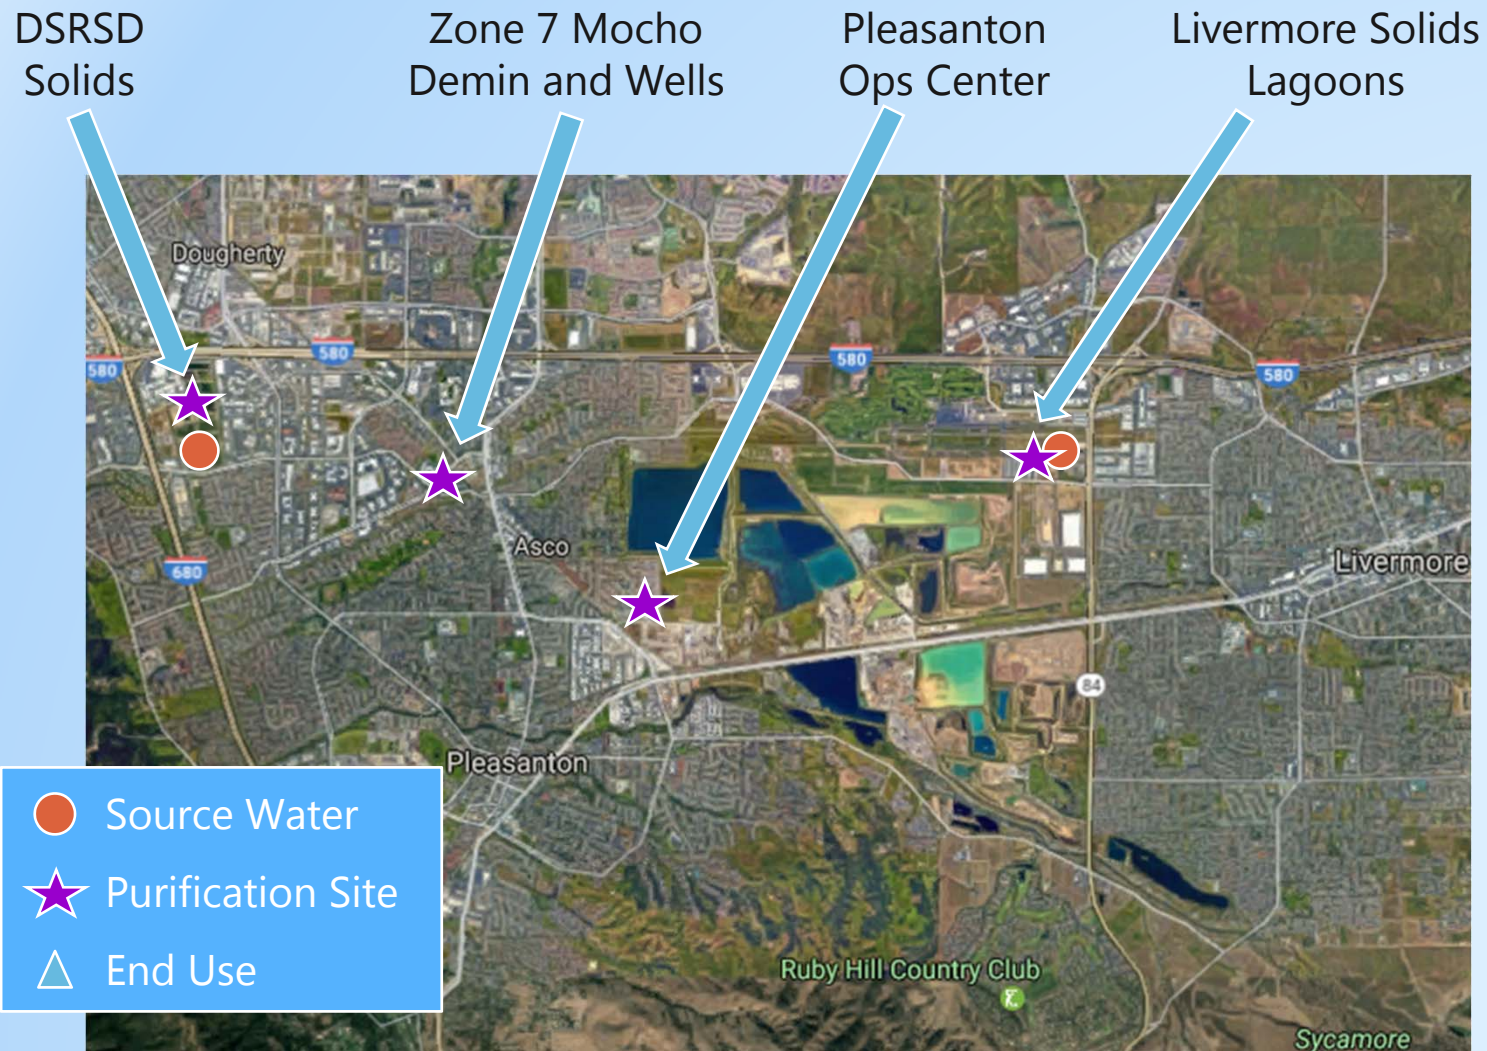 DSRSD
Solids
Zone 7 Mocho
Demin and Wells
Pleasanton
Ops Center
Livermore Solids
Lagoons
Dougherty
580
580
580
580
680
Asco
Livermore
84
Pleasanton
Source Water
Purification Site
End Use
Ruby Hill Country Club
Sycamore